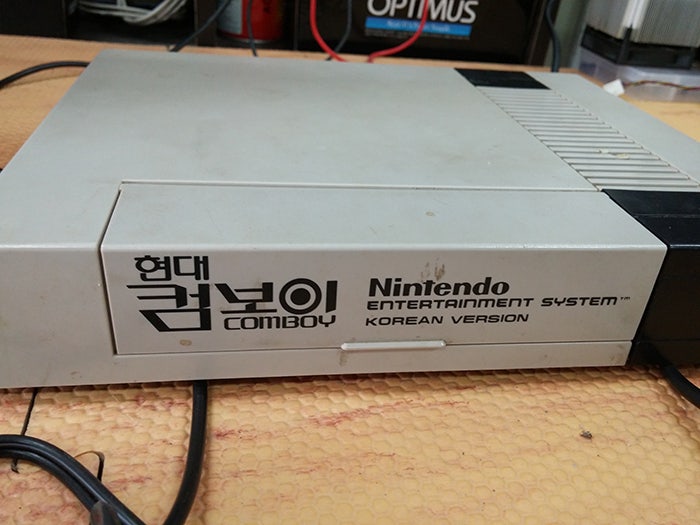 OPTIMUS
현대
컴보이
COMBOY
Nintendo
ENTERTAINMENT SYSTEM™
KOREAN VERSION